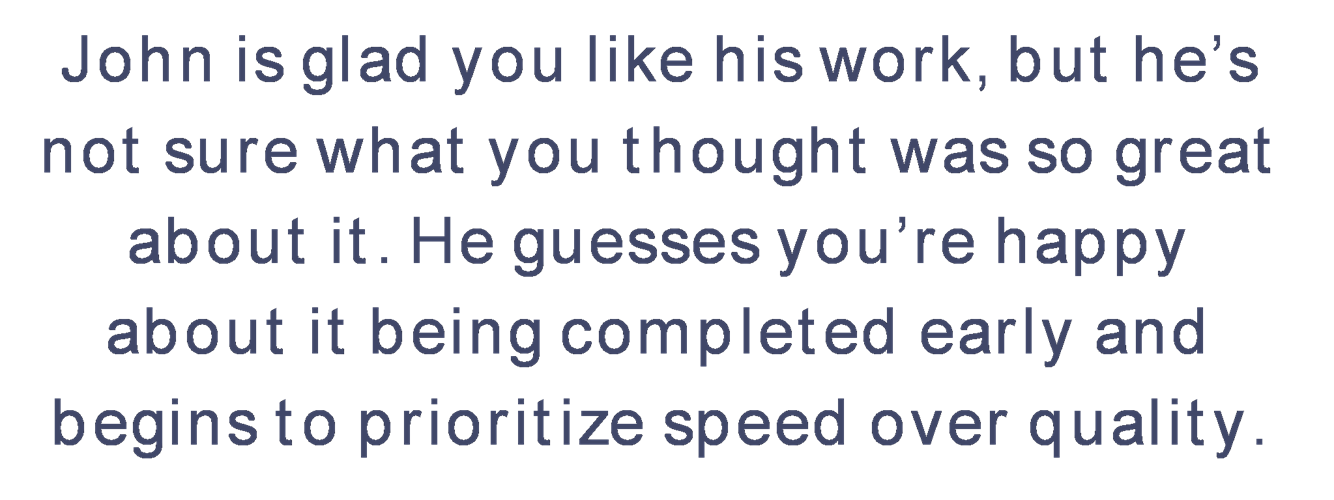 John is glad you like his work, but he’s
not sure what you thought was so great
about it. He guesses you’re happy
about it being completed early and
begins to prioritize speed over quality.